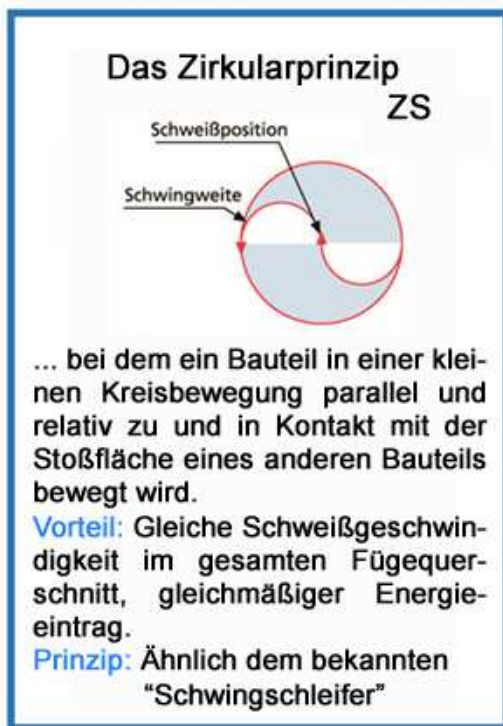 Das Zirkularprinzip
ZS
Schweißposition
Schwingweite
... bei dem ein Bauteil in einer klei-
nen Kreisbewegung parallel und
relativ zu und in Kontakt mit der
Stoßfläche eines anderen Bauteils
bewegt wird.
Vorteil: Gleiche Schweißgeschwin-
digkeit im gesamten Fügequer-
schnitt, gleichmäßiger Energie-
eintrag.
Prinzip: Ähnlich dem bekannten
“Schwingschleifer”